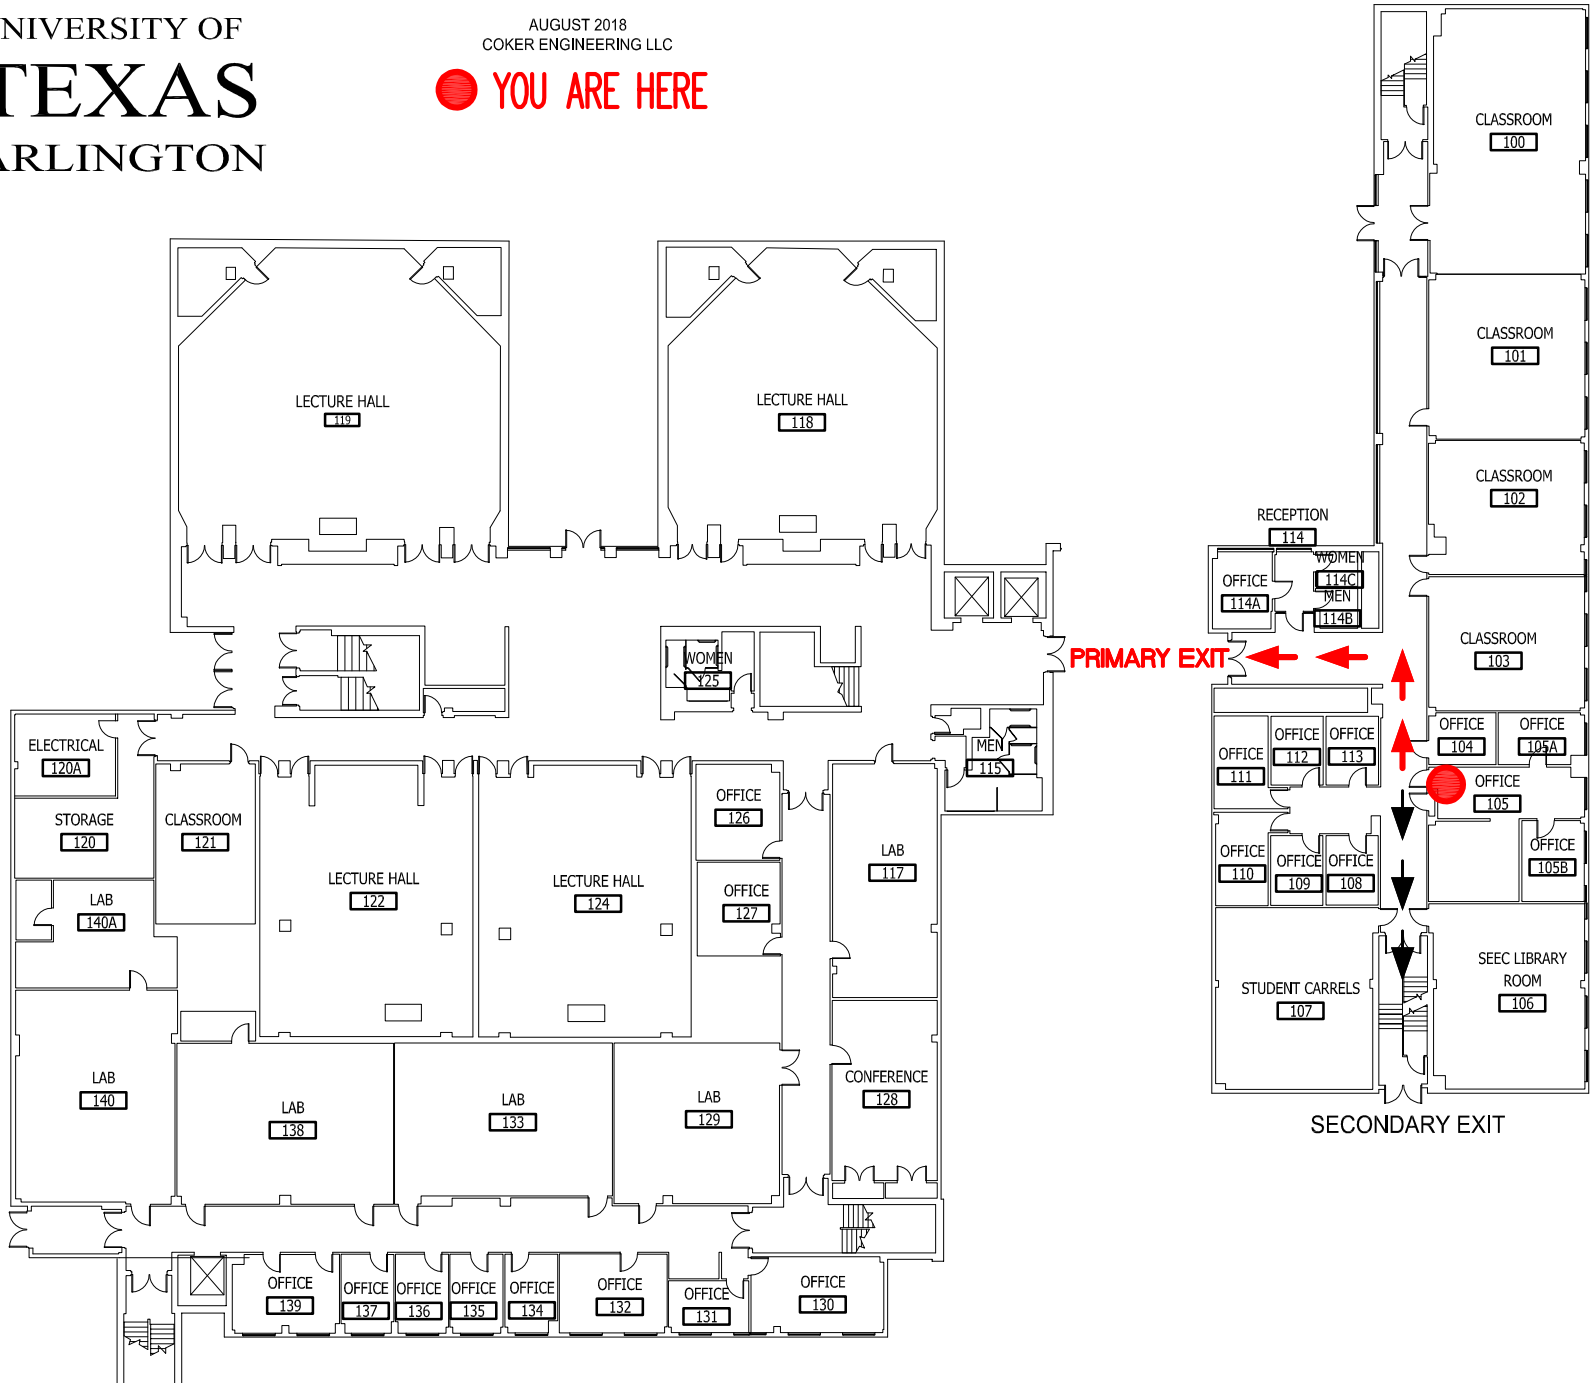 NIVERSITY OF
TEXAS
ARLINGTON
AUGUST 2018
COKER ENGINEERING LLC
YOU ARE HERE
CLASSROOM
100
CLASSROOM
101
CLASSROOM
102
CLASSROOM
103
RECEPTION
114
WOMEN
114C
MEN
114B
OFFICE
114A
PRIMARY EXIT
OFFICE
104
OFFICE
105A
OFFICE
105
OFFICE
105B
OFFICE
111
OFFICE
112
OFFICE
113
OFFICE
110
OFFICE
109
OFFICE
108
STUDENT CARRELS
107
SEEC LIBRARY
ROOM
106
SECONDARY EXIT
LECTURE HALL
119
LECTURE HALL
118
WOMEN
125
MEN
115
ELECTRICAL
120A
STORAGE
120
CLASSROOM
121
LAB
140A
LECTURE HALL
122
LECTURE HALL
124
OFFICE
126
OFFICE
127
LAB
117
LAB
140
LAB
138
LAB
133
LAB
129
CONFERENCE
128
OFFICE
139
OFFICE
137
OFFICE
136
OFFICE
135
OFFICE
134
OFFICE
132
OFFICE
131
OFFICE
130